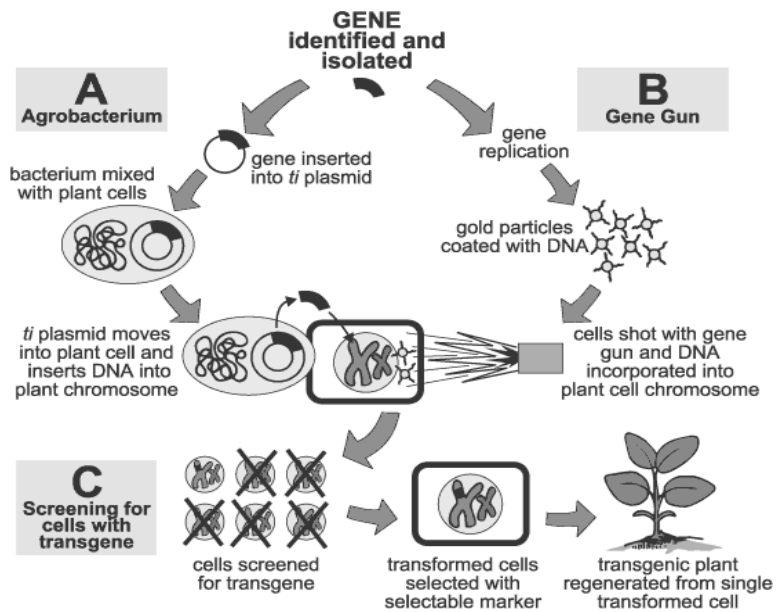 GENE
identified and
isolated
A
Agrobacterium
B
Gene Gun
gene inserted
into ti plasmid
gene
replication
bacterium mixed
with plant cells
gold particles
coated with DNA
ti plasmid moves
into plant cell and
inserts DNA into
plant chromosome
cells shot with gene
gun and DNA
incorporated into
plant cell chromosome
C
Screening for
cells with
transgene
cells screened
for transgene
transformed cells
selected with
selectable marker
transgenic plant
regenerated from single
transformed cell